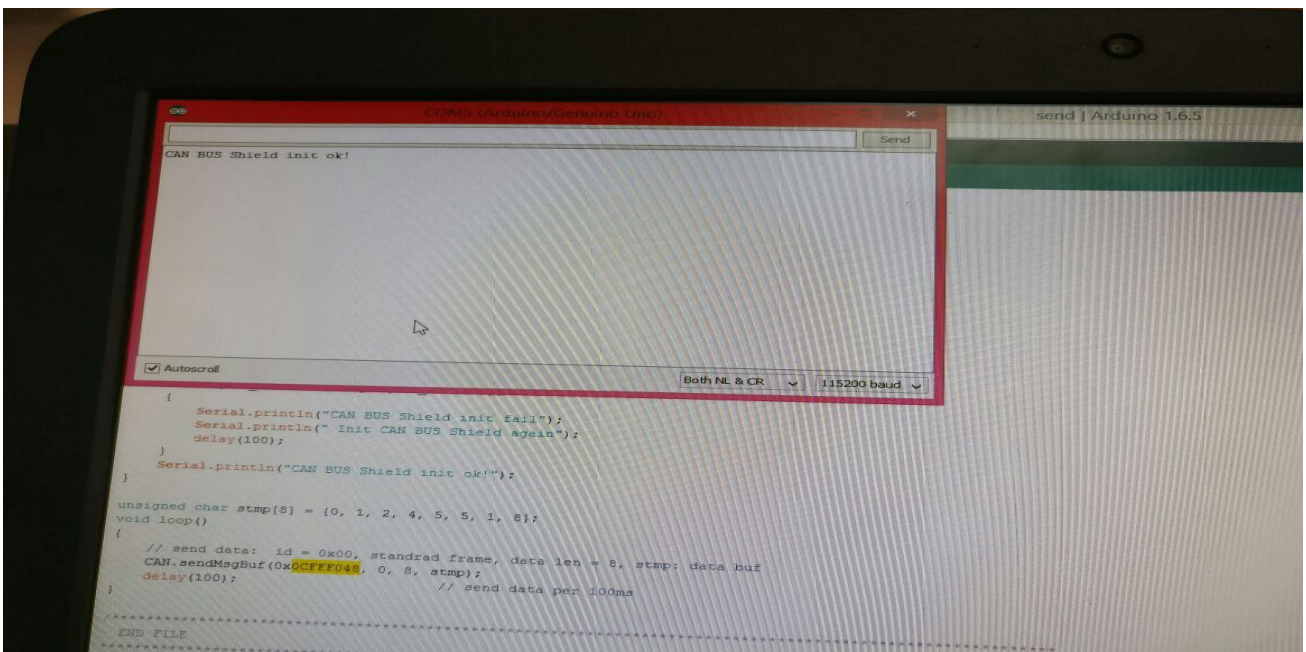 COM5 (Arduino/Genuino Uno)
send | Arduino 1.6.5
Send
CAN BUS Shield init ok!
Autoscroll
Both NL & CR
115200 baud
{
Serial.println("CAN BUS Shield init fail");
Serial.println(" Init CAN BUS Shield again");
delay(100);
}
Serial.println("CAN BUS Shield init ok!");
}
unsigned char stmp[8] = {0, 1, 2, 4, 5, 5, 1, 8};
void loop()
{
// send data: id = 0x00, standrad frame, data len = 8, stmp: data buf
CAN.sendMsgBuf(0x0CFFF048, 0, 8, stmp);
delay(100); // send data per 100ms
}
END FILE